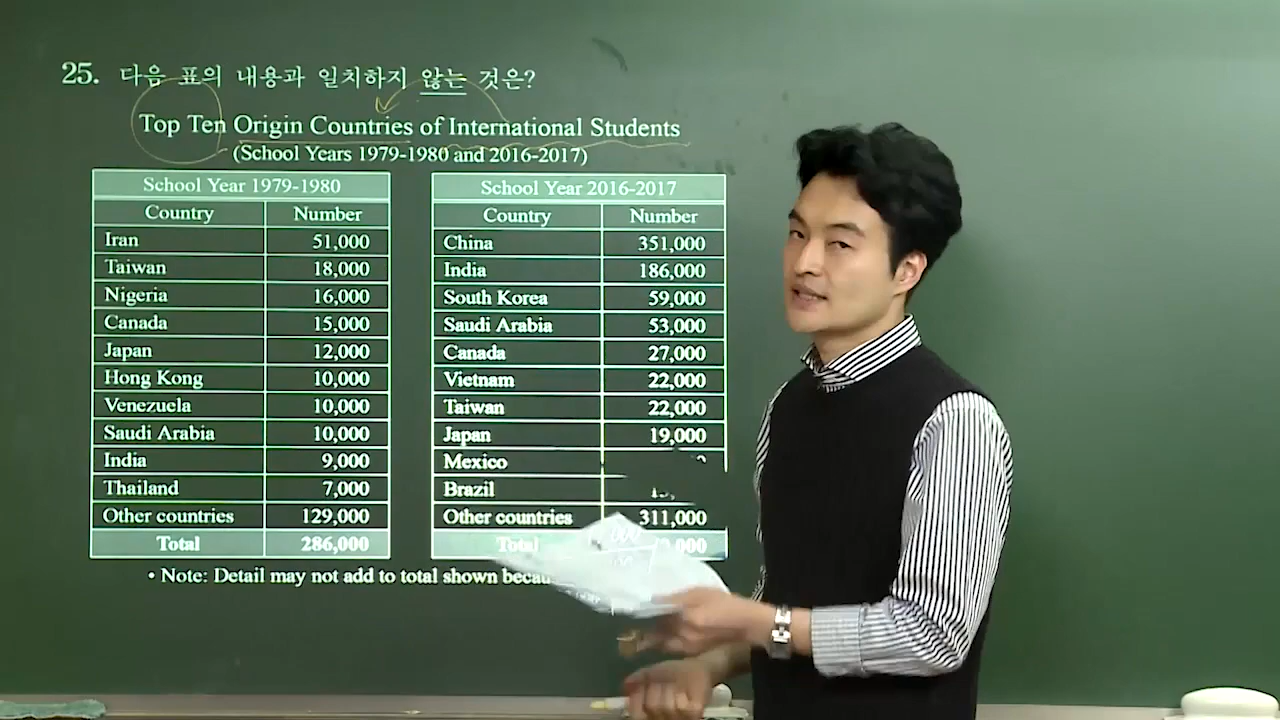 25. 다음 표의 내용과 일치하지 않는 것은?
Top Ten Origin Countries of International Students
(School Years 1979-1980 and 2016-2017)
School Year 1979-1980
Country Number
Iran 51,000
Taiwan 18,000
Nigeria 16,000
Canada 15,000
Japan 12,000
Hong Kong 10,000
Venezuela 10,000
Saudi Arabia 10,000
India 9,000
Thailand 7,000
Other countries 129,000
Total 286,000
School Year 2016-2017
Country Number
China 351,000
India 186,000
South Korea 59,000
Saudi Arabia 53,000
Canada 27,000
Vietnam 22,000
Taiwan 22,000
Japan 19,000
Mexico
Brazil
Other countries 311,000
Total
• Note: Detail may not add to total shown